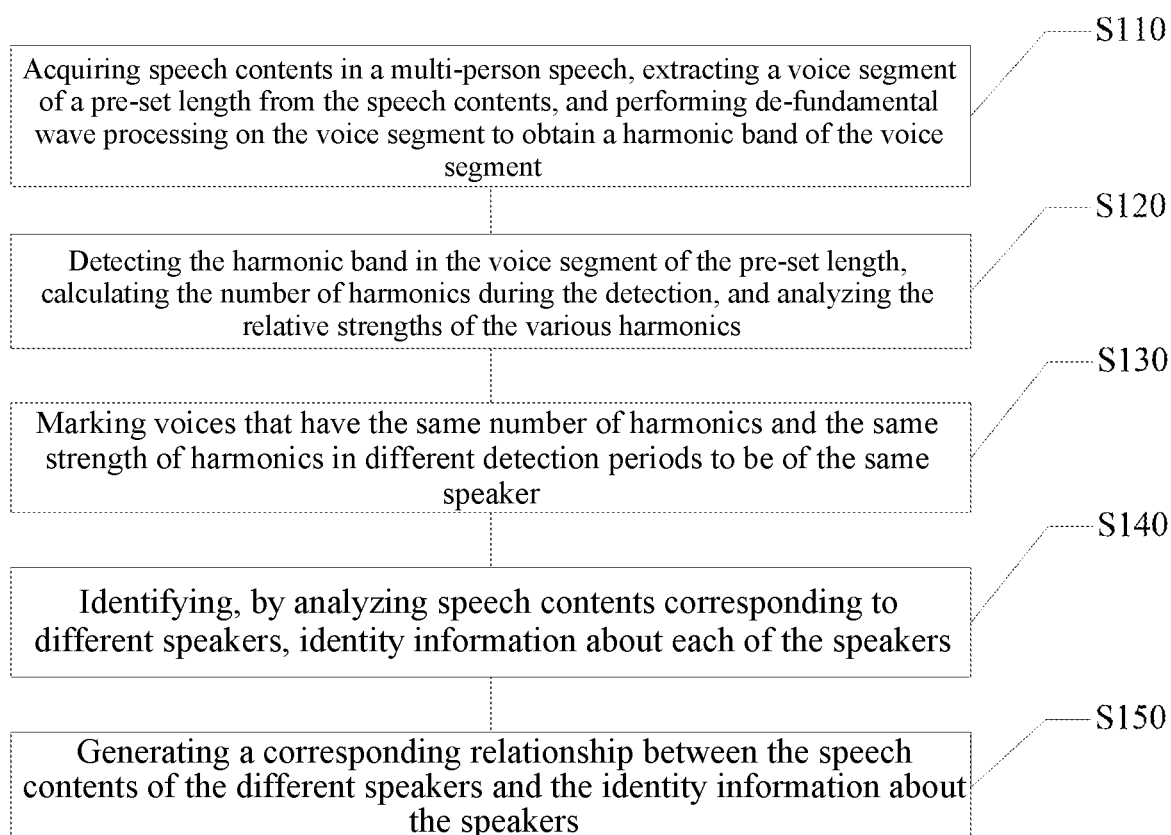 S110
Acquiring speech contents in a multi-person speech, extracting a voice segment
of a pre-set length from the speech contents, and performing de-fundamental
wave processing on the voice segment to obtain a harmonic band of the voice
segment
S120
Detecting the harmonic band in the voice segment of the pre-set length,
calculating the number of harmonics during the detection, and analyzing the
relative strengths of the various harmonics
S130
Marking voices that have the same number of harmonics and the same
strength of harmonics in different detection periods to be of the same
speaker
S140
Identifying, by analyzing speech contents corresponding to
different speakers, identity information about each of the speakers
S150
Generating a corresponding relationship between the speech
contents of the different speakers and the identity information about
the speakers